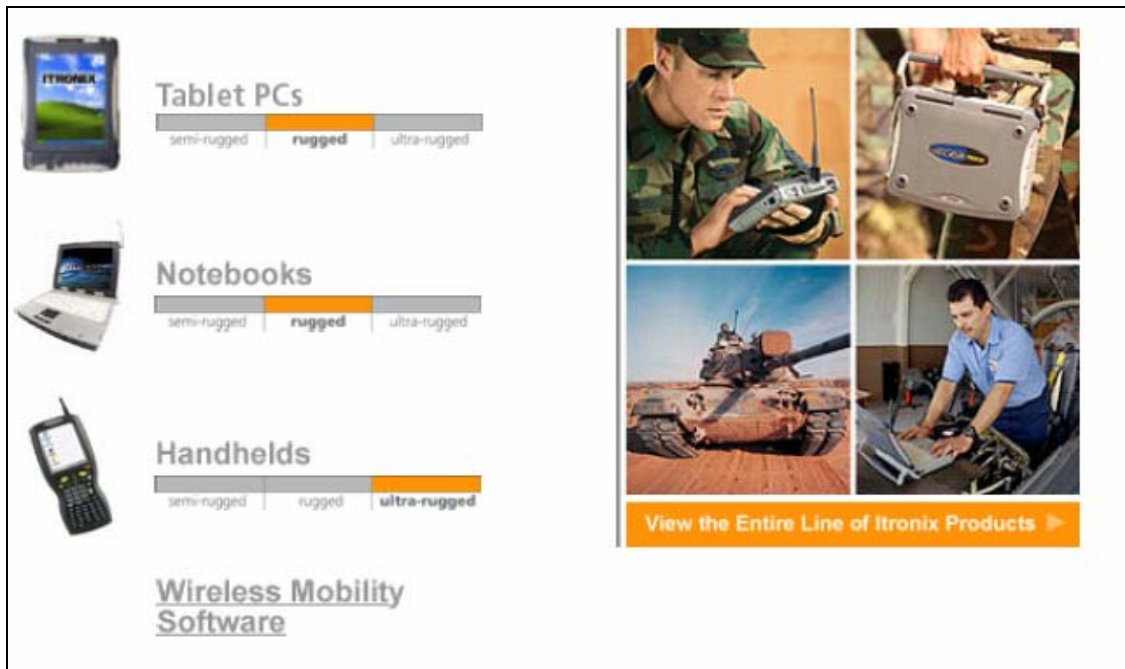 ITRONIX
Tablet PCs
semi-rugged rugged ultra-rugged
Notebooks
semi-rugged rugged ultra-rugged
Handhelds
semi-rugged rugged ultra-rugged
Wireless Mobility
Software
View the Entire Line of Itronix Products